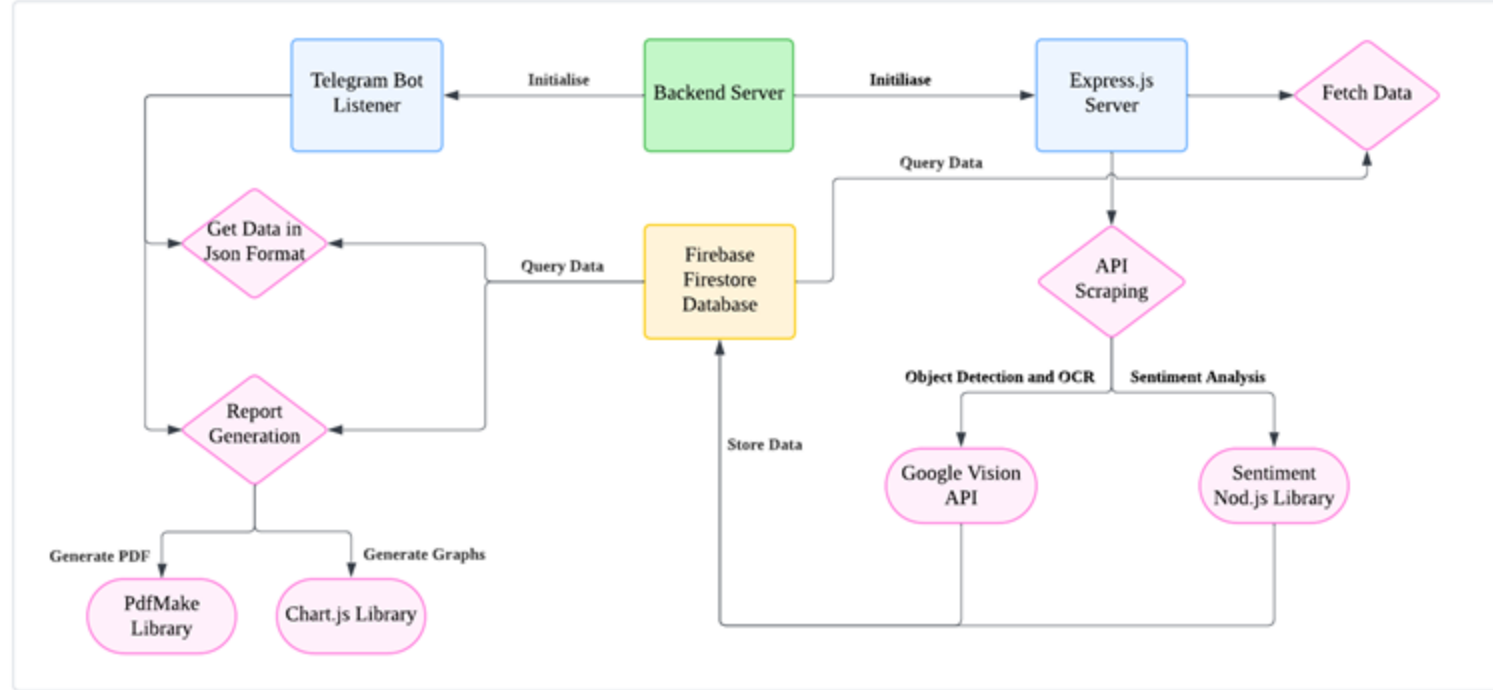 Telegram Bot
Listener
Initialise
Backend Server
Initiliase
Express.js
Server
Fetch Data
Query Data
Get Data in
Json Format
Query Data
Firebase
Firestore
Database
API
Scraping
Object Detection and OCR
Sentiment Analysis
Report
Generation
Store Data
Google Vision
API
Sentiment
Nod.js Library
Generate PDF
Generate Graphs
PdfMake
Library
Chart.js Library